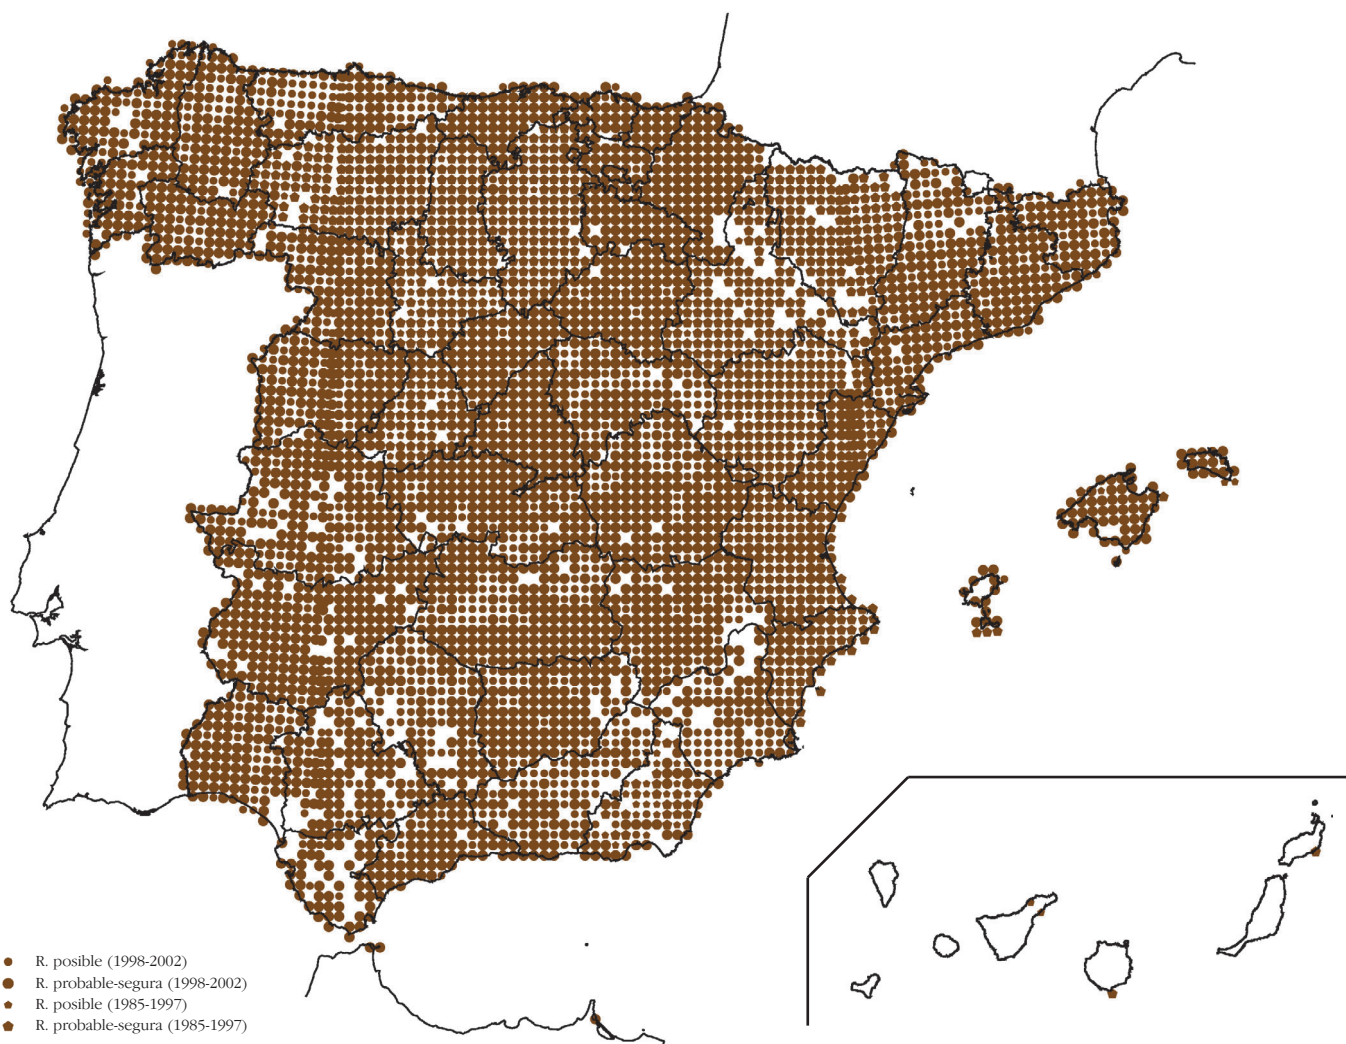 R. posible (1998-2002)
R. probable-segura (1998-2002)
R. posible (1985-1997)
R. probable-segura (1985-1997)